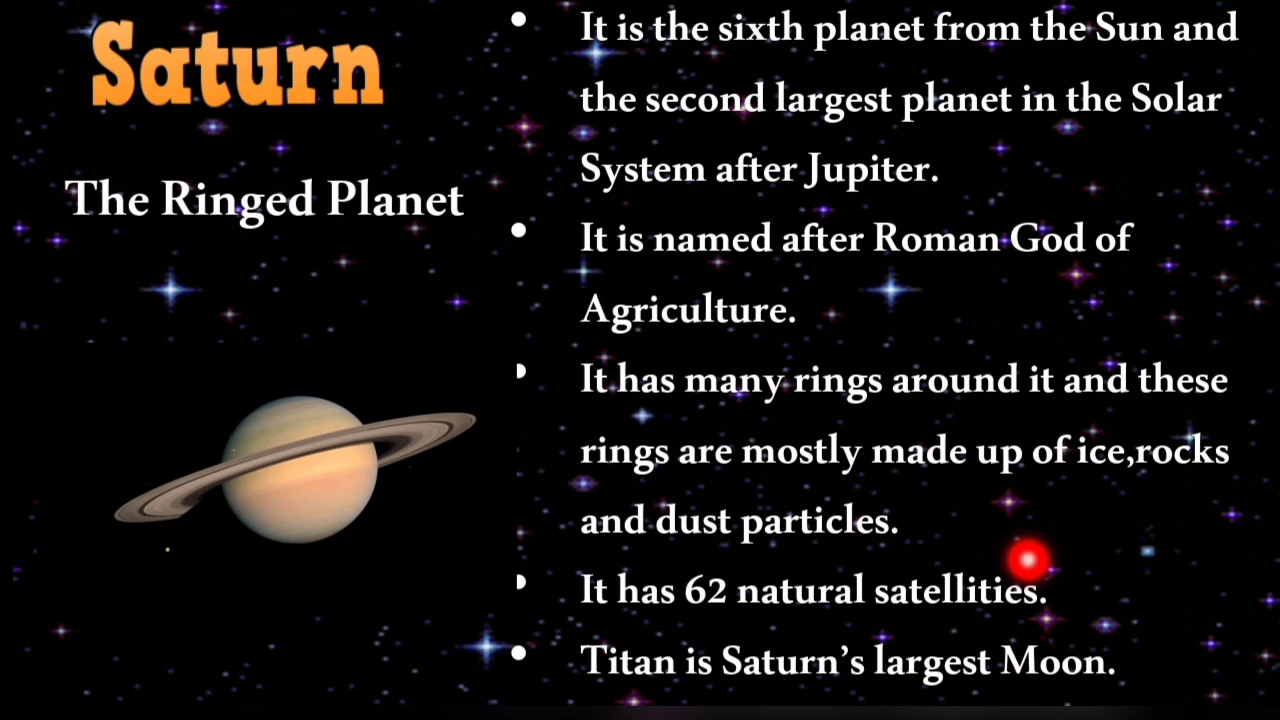 Saturn
The Ringed Planet
• It is the sixth planet from the Sun and
the second largest planet in the Solar
System after Jupiter.
• It is named after Roman God of
Agriculture.
• It has many rings around it and these
rings are mostly made up of ice,rocks
and dust particles.
• It has 62 natural satellities.
• Titan is Saturn’s largest Moon.